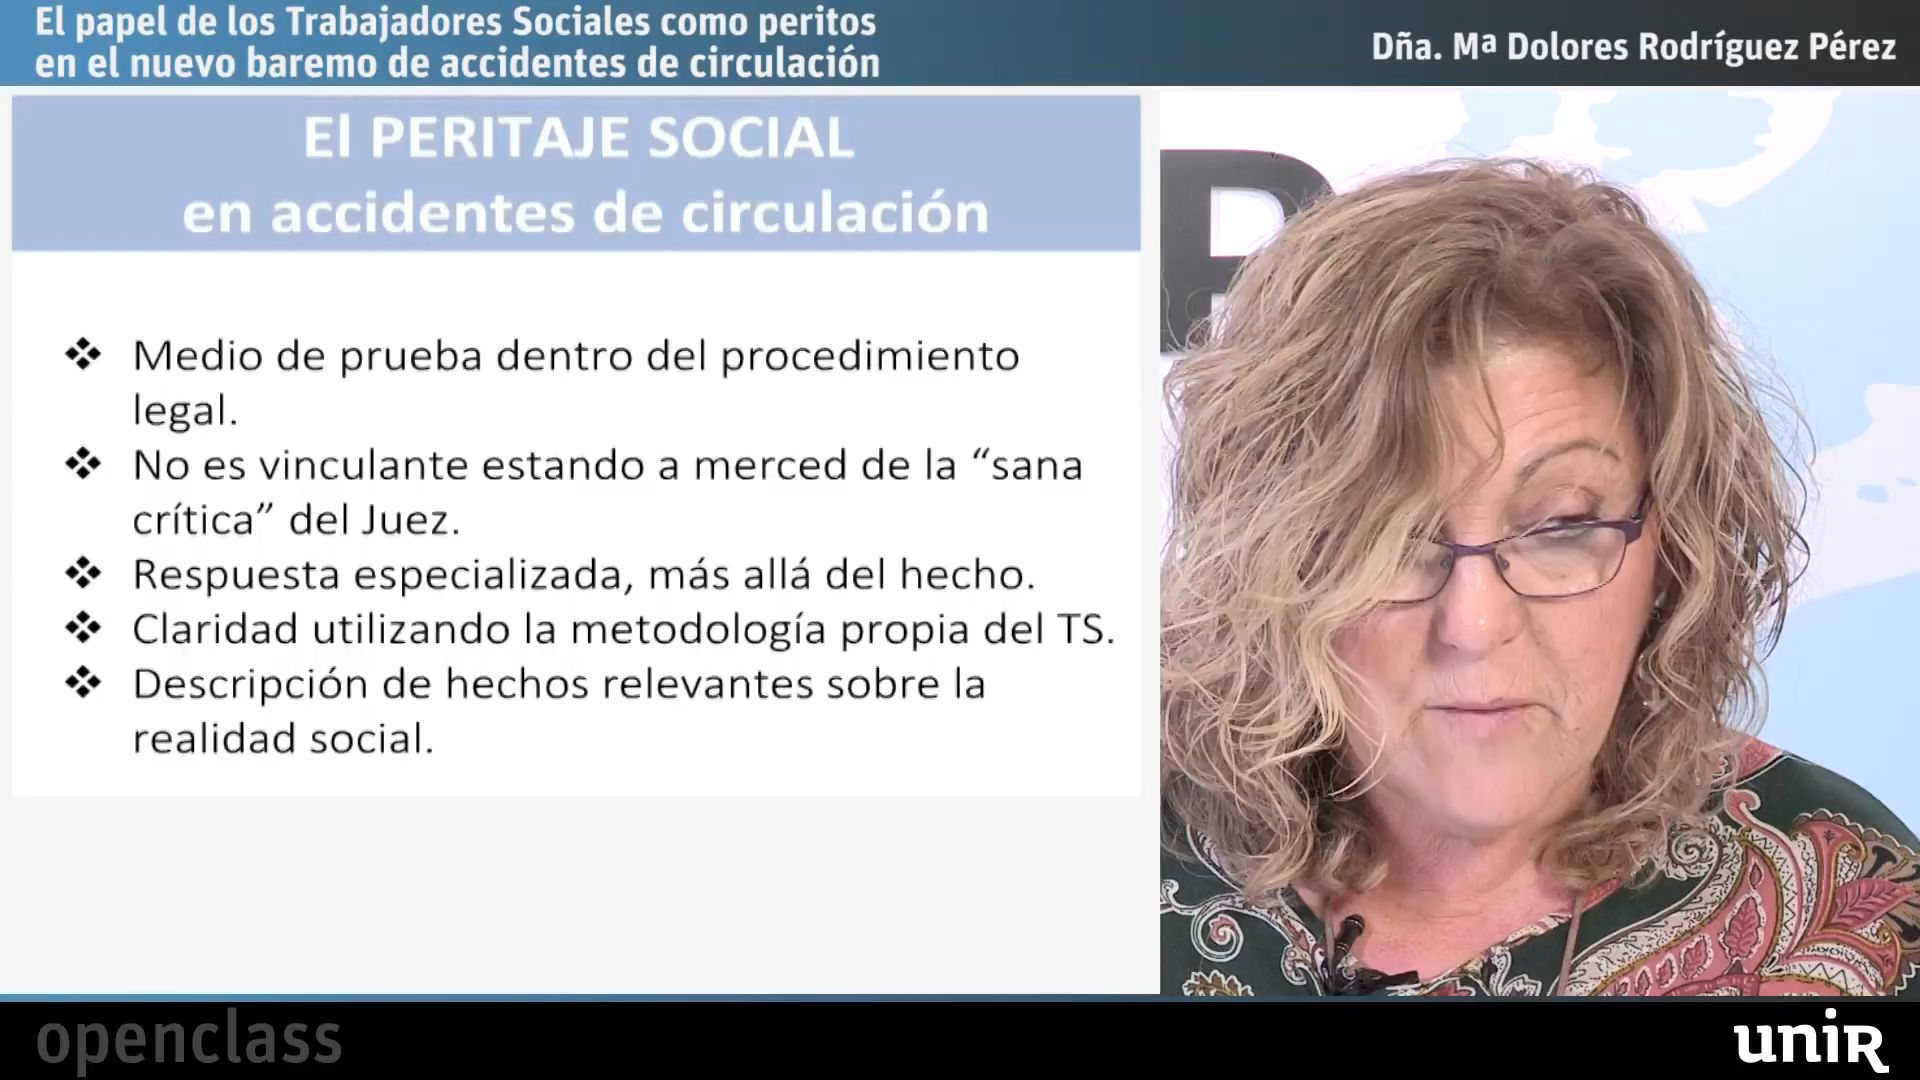 El papel de los Trabajadores Sociales como peritos
en el nuevo baremo de accidentes de circulación
Dña. Mª Dolores Rodríguez Pérez
El PERITAJE SOCIAL
en accidentes de circulación
❖ Medio de prueba dentro del procedimiento
legal.
❖ No es vinculante estando a merced de la “sana
crítica” del Juez.
❖ Respuesta especializada, más allá del hecho.
❖ Claridad utilizando la metodología propia del TS.
❖ Descripción de hechos relevantes sobre la
realidad social.
openclass
uniR